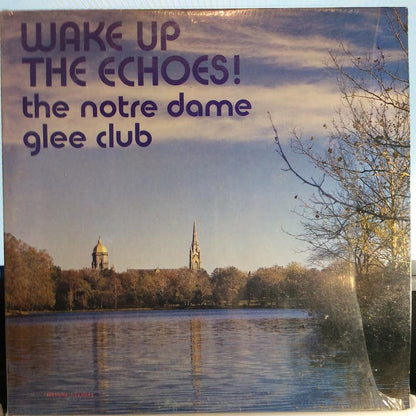 WAKE UP
THE ECHOES!
the notre dame
glee club